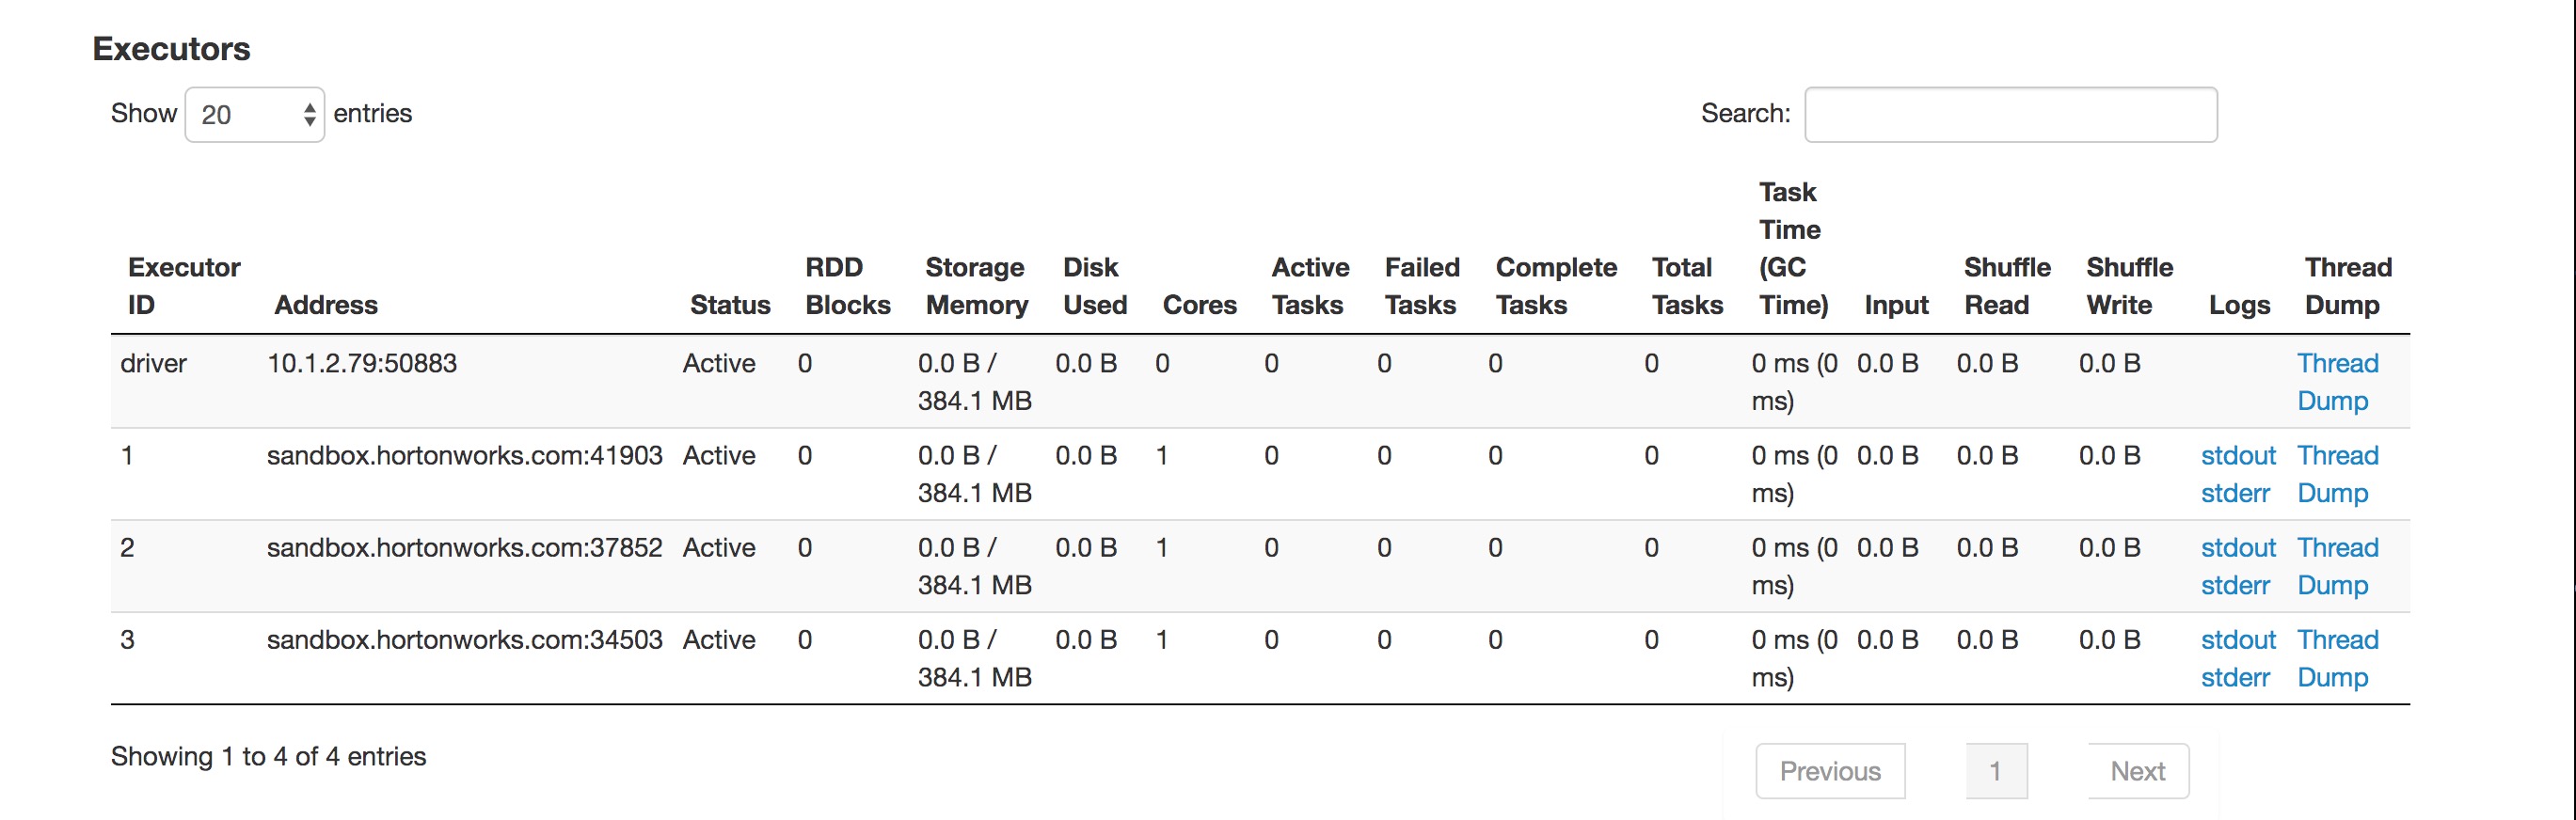 Executors
Show 20 entries Search:
Task
Time
Executor RDD Storage Disk Active Failed Complete Total (GC Shuffle Shuffle Thread
ID Address Status Blocks Memory Used Cores Tasks Tasks Tasks Tasks Time) Input Read Write Logs Dump
driver 10.1.2.79:50883 Active 0 0.0 B / 0.0 B 0 0 0 0 0 0 ms (0 0.0 B 0.0 B 0.0 B Thread
384.1 MB ms) Dump
1 sandbox.hortonworks.com:41903 Active 0 0.0 B / 0.0 B 1 0 0 0 0 0 ms (0 0.0 B 0.0 B 0.0 B stdout Thread
384.1 MB ms) stderr Dump
2 sandbox.hortonworks.com:37852 Active 0 0.0 B / 0.0 B 1 0 0 0 0 0 ms (0 0.0 B 0.0 B 0.0 B stdout Thread
384.1 MB ms) stderr Dump
3 sandbox.hortonworks.com:34503 Active 0 0.0 B / 0.0 B 1 0 0 0 0 0 ms (0 0.0 B 0.0 B 0.0 B stdout Thread
384.1 MB ms) stderr Dump
Showing 1 to 4 of 4 entries Previous 1 Next